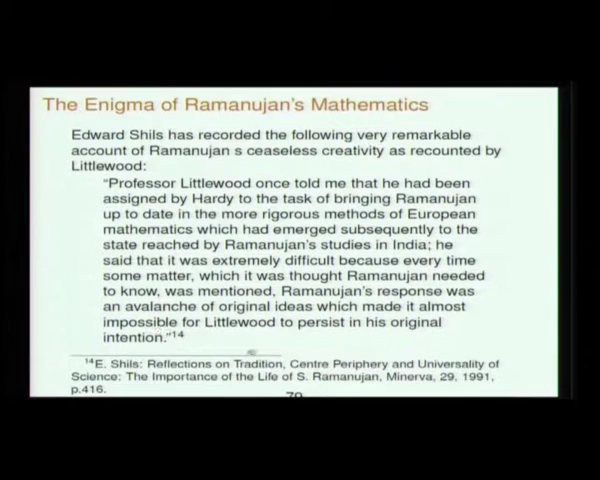 The Enigma of Ramanujan's Mathematics
Edward Shils has recorded the following very remarkable
account of Ramanujan s ceaseless creativity as recounted by
Littlewood:
"Professor Littlewood once told me that he had been
assigned by Hardy to the task of bringing Ramanujan
up to date in the more rigorous methods of European
mathematics which had emerged subsequently to the
state reached by Ramanujan's studies in India; he
said that it was extremely difficult because every time
some matter, which it was thought Ramanujan needed
to know, was mentioned, Ramanujan's response was
an avalanche of original ideas which made it almost
impossible for Littlewood to persist in his original
intention."14
14E. Shils: Reflections on Tradition, Centre Periphery and Universality of
Science: The Importance of the Life of S. Ramanujan, Minerva, 29, 1991,
p.416.